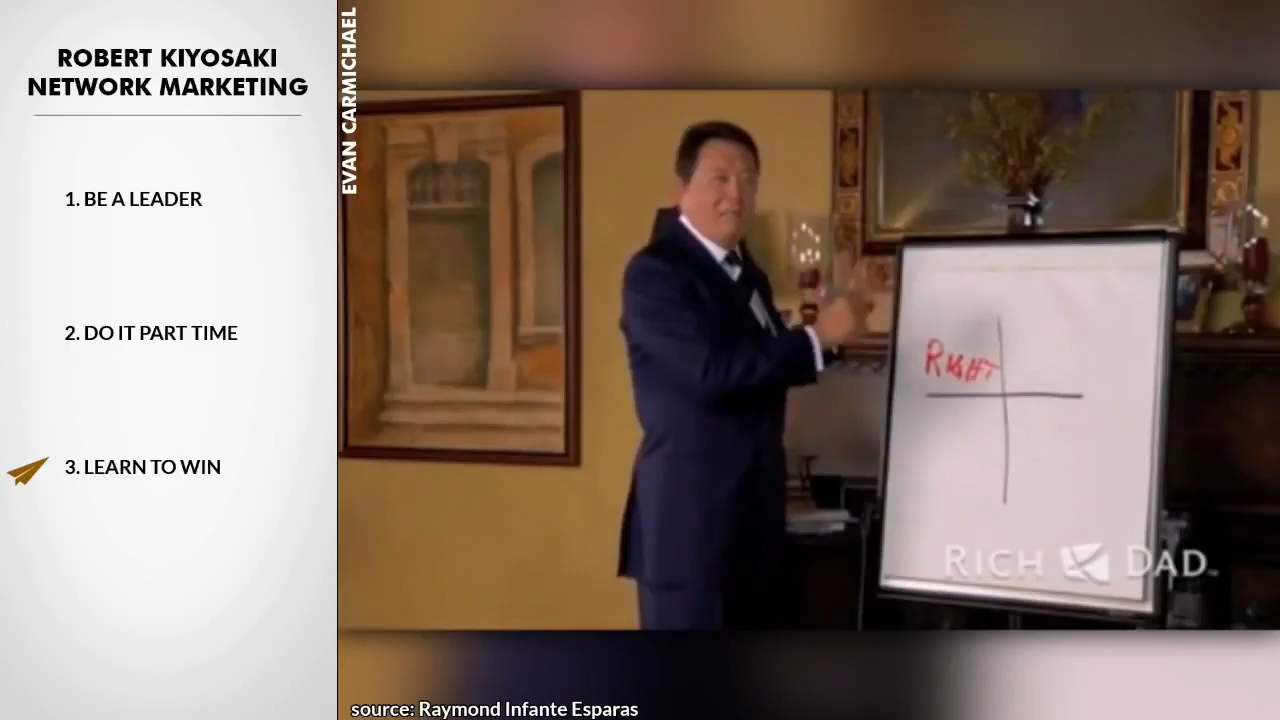 ROBERT KIYOSAKI
NETWORK MARKETING
1. BE A LEADER
2. DO IT PART TIME
3. LEARN TO WIN
EVAN CARMICHAEL
RIGHT
RICH DAD
source: Raymond Infante Esparas